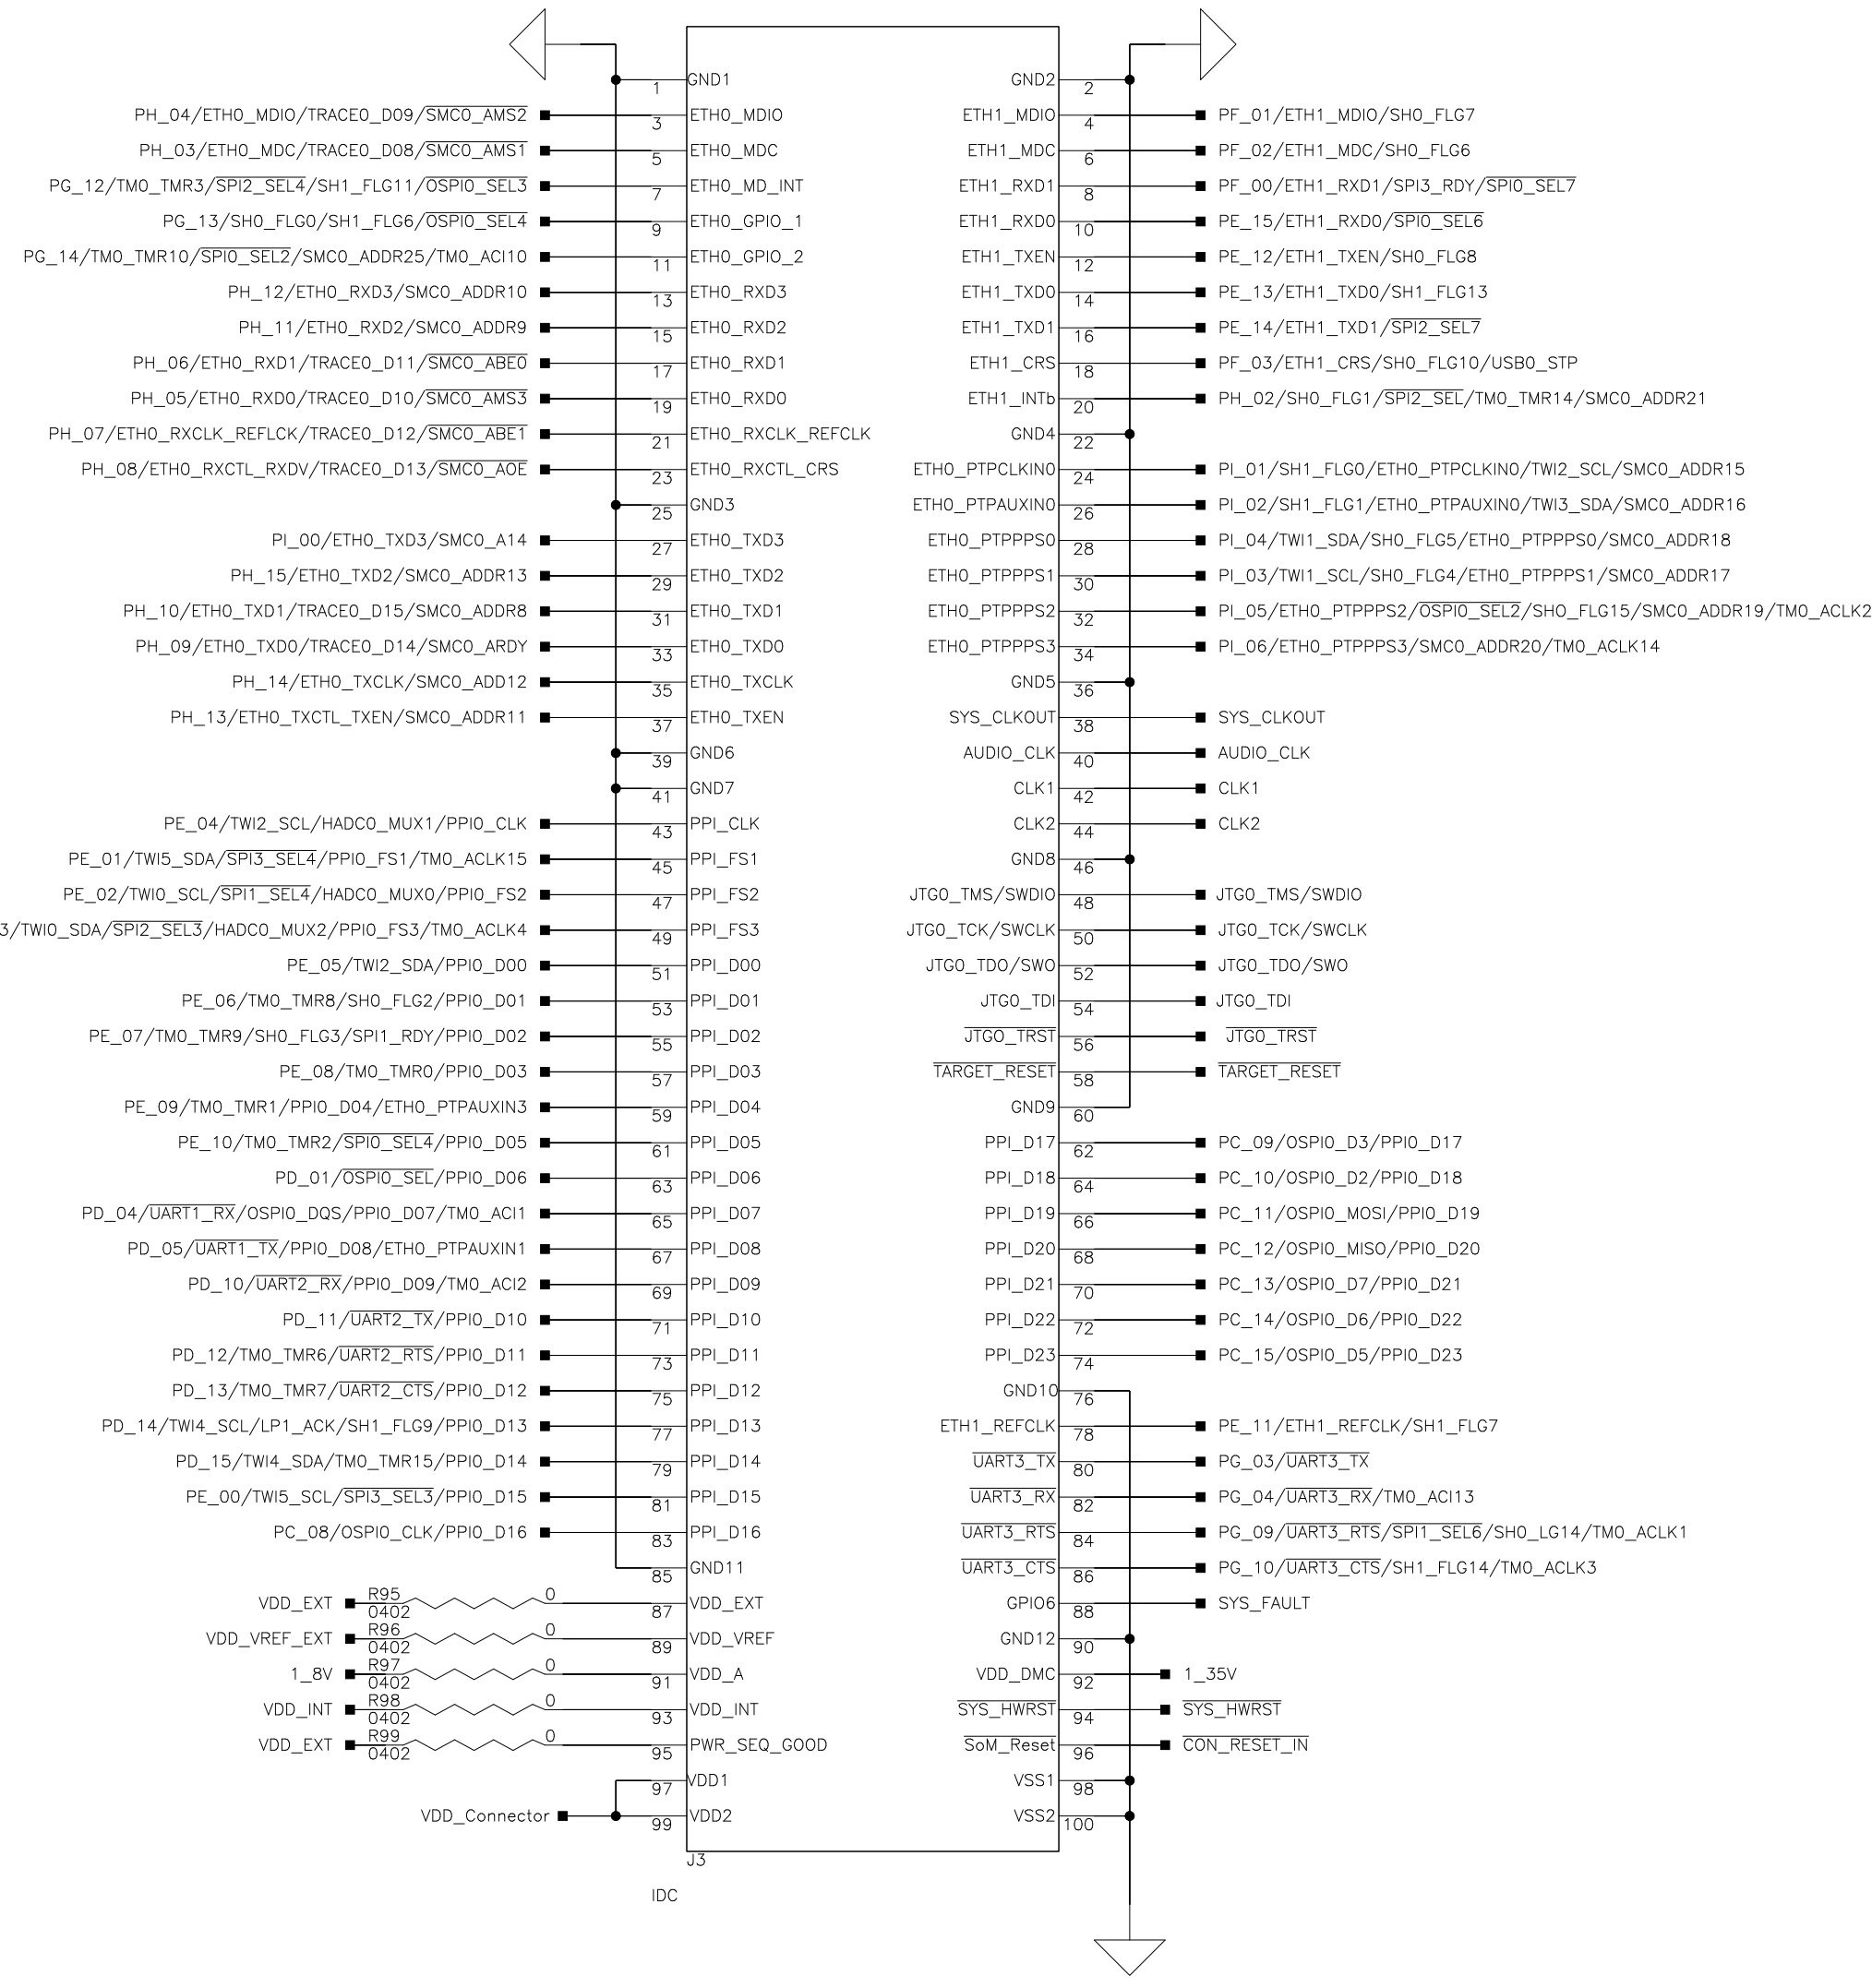 GND1 1 GND2 2
PH_04/ETH0_MDIO/TRACE0_D09/SMC0_AMS2 3 ETH0_MDIO ETH1_MDIO 4 PF_01/ETH1_MDIO/SH0_FLG7
PH_03/ETH0_MDC/TRACE0_D08/SMC0_AMS1 5 ETH0_MDC ETH1_MDC 6 PF_02/ETH1_MDC/SH0_FLG6
PG_12/TM0_TMR3/SPI2_SEL4/SH1_FLG11/OSPI0_SEL3 7 ETH0_MD_INT ETH1_RXD1 8 PF_00/ETH1_RXD1/SPI3_RDY/SPI0_SEL7
PG_13/SH0_FLG0/SH1_FLG6/OSPI0_SEL4 9 ETH0_GPIO_1 ETH1_RXD0 10 PE_15/ETH1_RXD0/SPI0_SEL6
PG_14/TM0_TMR10/SPI0_SEL2/SMC0_ADDR25/TM0_ACI10 11 ETH0_GPIO_2 ETH1_TXEN 12 PE_12/ETH1_TXEN/SH0_FLG8
PH_12/ETH0_RXD3/SMC0_ADDR10 13 ETH0_RXD3 ETH1_TXD0 14 PE_13/ETH1_TXD0/SH1_FLG13
PH_11/ETH0_RXD2/SMC0_ADDR9 15 ETH0_RXD2 ETH1_TXD1 16 PE_14/ETH1_TXD1/SPI2_SEL7
PH_06/ETH0_RXD1/TRACE0_D11/SMC0_ABE0 17 ETH0_RXD1 ETH1_CRS 18 PF_03/ETH1_CRS/SH0_FLG10/USB0_STP
PH_05/ETH0_RXD0/TRACE0_D10/SMC0_AMS3 19 ETH0_RXD0 ETH1_INTb 20 PH_02/SH0_FLG1/SPI2_SEL/TM0_TMR14/SMC0_ADDR21
PH_07/ETH0_RXCLK_REFLCK/TRACE0_D12/SMC0_ABE1 21 ETH0_RXCLK_REFCLK GND4 22
PH_08/ETH0_RXCTL_RXDV/TRACE0_D13/SMC0_AOE 23 ETH0_RXCTL_CRS ETH0_PTPCLKIN0 24 PI_01/SH1_FLG0/ETH0_PTPCLKIN0/TWI2_SCL/SMC0_ADDR15
25 GND3 ETH0_PTPAUXIN0 26 PI_02/SH1_FLG1/ETH0_PTPAUXIN0/TWI3_SDA/SMC0_ADDR16
PI_00/ETH0_TXD3/SMC0_A14 27 ETH0_TXD3 ETH0_PTPPPS0 28 PI_04/TWI1_SDA/SH0_FLG5/ETH0_PTPPPS0/SMC0_ADDR18
PH_15/ETH0_TXD2/SMC0_ADDR13 29 ETH0_TXD2 ETH0_PTPPPS1 30 PI_03/TWI1_SCL/SH0_FLG4/ETH0_PTPPPS1/SMC0_ADDR17
PH_10/ETH0_TXD1/TRACE0_D15/SMC0_ADDR8 31 ETH0_TXD1 ETH0_PTPPPS2 32 PI_05/ETH0_PTPPPS2/OSPI0_SEL2/SH0_FLG15/SMC0_ADDR19/TM0_ACLK2
PH_09/ETH0_TXD0/TRACE0_D14/SMC0_ARDY 33 ETH0_TXD0 ETH0_PTPPPS3 34 PI_06/ETH0_PTPPPS3/SMC0_ADDR20/TM0_ACLK14
PH_14/ETH0_TXCLK/SMC0_ADD12 35 ETH0_TXCLK GND5 36
PH_13/ETH0_TXCTL_TXEN/SMC0_ADDR11 37 ETH0_TXEN SYS_CLKOUT 38 SYS_CLKOUT
39 GND6 AUDIO_CLK 40 AUDIO_CLK
41 GND7 CLK1 42 CLK1
PE_04/TWI2_SCL/HADC0_MUX1/PPI0_CLK 43 PPI_CLK CLK2 44 CLK2
PE_01/TWI5_SDA/SPI3_SEL4/PPI0_FS1/TM0_ACLK15 45 PPI_FS1 GND8 46
PE_02/TWI0_SCL/SPI1_SEL4/HADC0_MUX0/PPI0_FS2 47 PPI_FS2 JTG0_TMS/SWDIO 48 JTG0_TMS/SWDIO
3/TWI0_SDA/SPI2_SEL3/HADC0_MUX2/PPI0_FS3/TM0_ACLK4 49 PPI_FS3 JTG0_TCK/SWCLK 50 JTG0_TCK/SWCLK
PE_05/TWI2_SDA/PPI0_D00 51 PPI_D00 JTG0_TDO/SWO 52 JTG0_TDO/SWO
PE_06/TM0_TMR8/SH0_FLG2/PPI0_D01 53 PPI_D01 JTG0_TDI 54 JTG0_TDI
PE_07/TM0_TMR9/SH0_FLG3/SPI1_RDY/PPI0_D02 55 PPI_D02 JTG0_TRST 56 JTG0_TRST
PE_08/TM0_TMR0/PPI0_D03 57 PPI_D03 TARGET_RESET 58 TARGET_RESET
PE_09/TM0_TMR1/PPI0_D04/ETH0_PTPAUXIN3 59 PPI_D04 GND9 60
PE_10/TM0_TMR2/SPI0_SEL4/PPI0_D05 61 PPI_D05 PPI_D17 62 PC_09/OSPI0_D3/PPI0_D17
PD_01/OSPI0_SEL/PPI0_D06 63 PPI_D06 PPI_D18 64 PC_10/OSPI0_D2/PPI0_D18
PD_04/UART1_RX/OSPI0_DQS/PPI0_D07/TM0_ACI1 65 PPI_D07 PPI_D19 66 PC_11/OSPI0_MOSI/PPI0_D19
PD_05/UART1_TX/PPI0_D08/ETH0_PTPAUXIN1 67 PPI_D08 PPI_D20 68 PC_12/OSPI0_MISO/PPI0_D20
PD_10/UART2_RX/PPI0_D09/TM0_ACI2 69 PPI_D09 PPI_D21 70 PC_13/OSPI0_D7/PPI0_D21
PD_11/UART2_TX/PPI0_D10 71 PPI_D10 PPI_D22 72 PC_14/OSPI0_D6/PPI0_D22
PD_12/TM0_TMR6/UART2_RTS/PPI0_D11 73 PPI_D11 PPI_D23 74 PC_15/OSPI0_D5/PPI0_D23
PD_13/TM0_TMR7/UART2_CTS/PPI0_D12 75 PPI_D12 GND10 76
PD_14/TWI4_SCL/LP1_ACK/SH1_FLG9/PPI0_D13 77 PPI_D13 ETH1_REFCLK 78 PE_11/ETH1_REFCLK/SH1_FLG7
PD_15/TWI4_SDA/TM0_TMR15/PPI0_D14 79 PPI_D14 UART3_TX 80 PG_03/UART3_TX
PE_00/TWI5_SCL/SPI3_SEL3/PPI0_D15 81 PPI_D15 UART3_RX 82 PG_04/UART3_RX/TM0_ACI13
PC_08/OSPI0_CLK/PPI0_D16 83 PPI_D16 UART3_RTS 84 PG_09/UART3_RTS/SPI1_SEL6/SH0_LG14/TM0_ACLK1
85 GND11 UART3_CTS 86 PG_10/UART3_CTS/SH1_FLG14/TM0_ACLK3
VDD_EXT R95 0402 0 87 VDD_EXT GPIO6 88 SYS_FAULT
VDD_VREF_EXT R96 0402 0 89 VDD_VREF GND12 90
1_8V R97 0402 0 91 VDD_A VDD_DMC 92 1_35V
VDD_INT R98 0402 0 93 VDD_INT SYS_HWRST 94 SYS_HWRST
VDD_EXT R99 0402 0 95 PWR_SEQ_GOOD SoM_Reset 96 CON_RESET_IN
97 VDD1 VSS1 98
VDD_Connector 99 VDD2 VSS2 100
J3
IDC